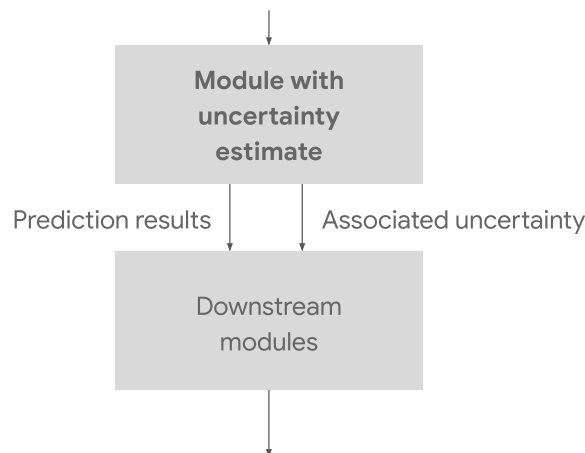 Module with
uncertainty
estimate
Prediction results
Associated uncertainty
Downstream
modules